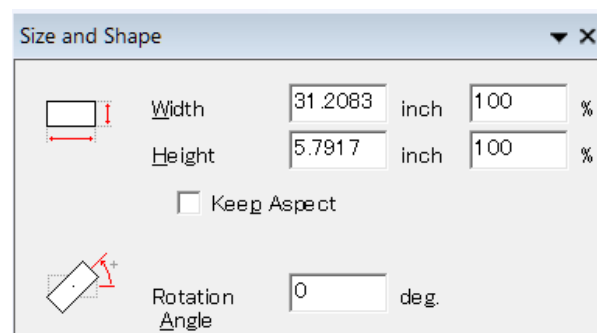 Size and Shape
Width 31.2083 inch 100 %
Height 5.7917 inch 100 %
Keep Aspect
Rotation Angle 0 deg.